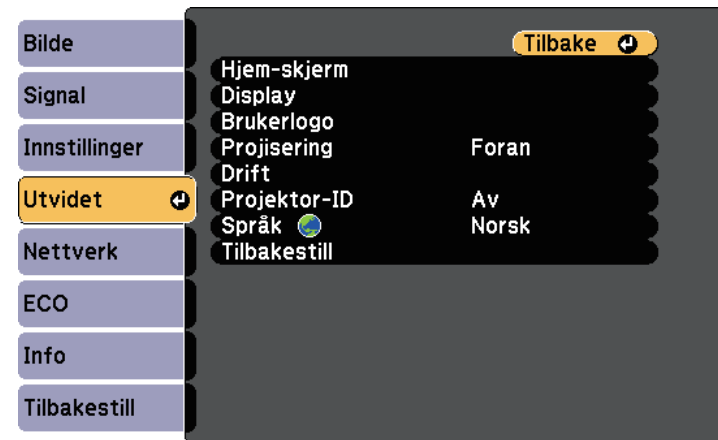 Bilde
Signal
Innstillinger
Utvidet
Nettverk
ECO
Info
Tilbakestill
Tilbake
Hjem-skjerm
Display
Brukerlogo
Projisering Foran
Drift
Projektor-ID Av
Språk Norsk
Tilbakestill